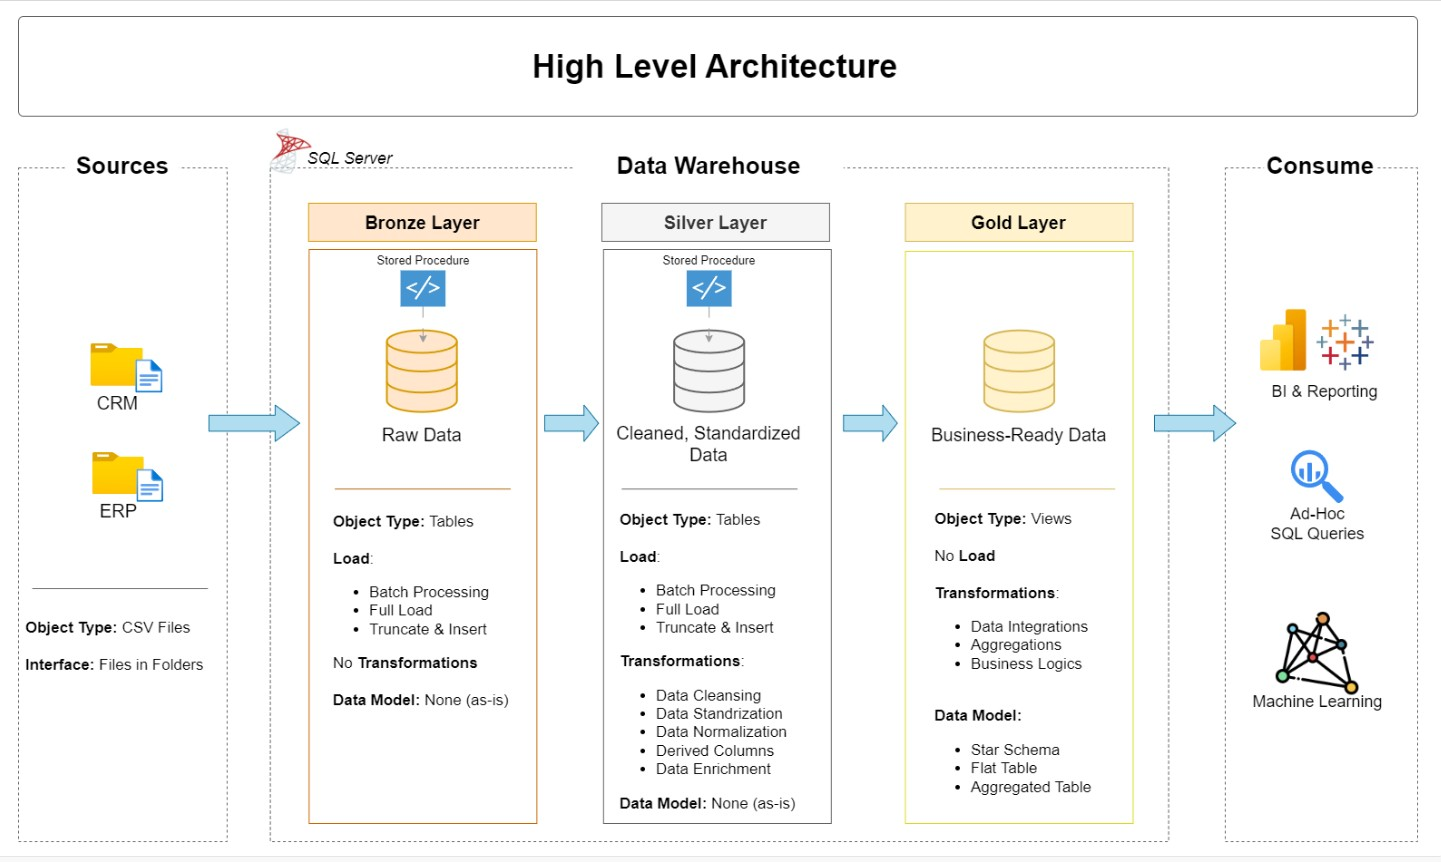 High Level Architecture
Sources
CRM
ERP
Object Type: CSV Files
Interface: Files in Folders
SQL Server
Data Warehouse
Bronze Layer
Stored Procedure
</>
Raw Data
Object Type: Tables
Load:
• Batch Processing
• Full Load
• Truncate & Insert
No Transformations
Data Model: None (as-is)
Silver Layer
Stored Procedure
</>
Cleaned, Standardized
Data
Object Type: Tables
Load:
• Batch Processing
• Full Load
• Truncate & Insert
Transformations:
• Data Cleansing
• Data Standrization
• Data Normalization
• Derived Columns
• Data Enrichment
Data Model: None (as-is)
Gold Layer
Business-Ready Data
Object Type: Views
No Load
Transformations:
• Data Integrations
• Aggregations
• Business Logics
Data Model:
• Star Schema
• Flat Table
• Aggregated Table
Consume
BI & Reporting
Ad-Hoc
SQL Queries
Machine Learning